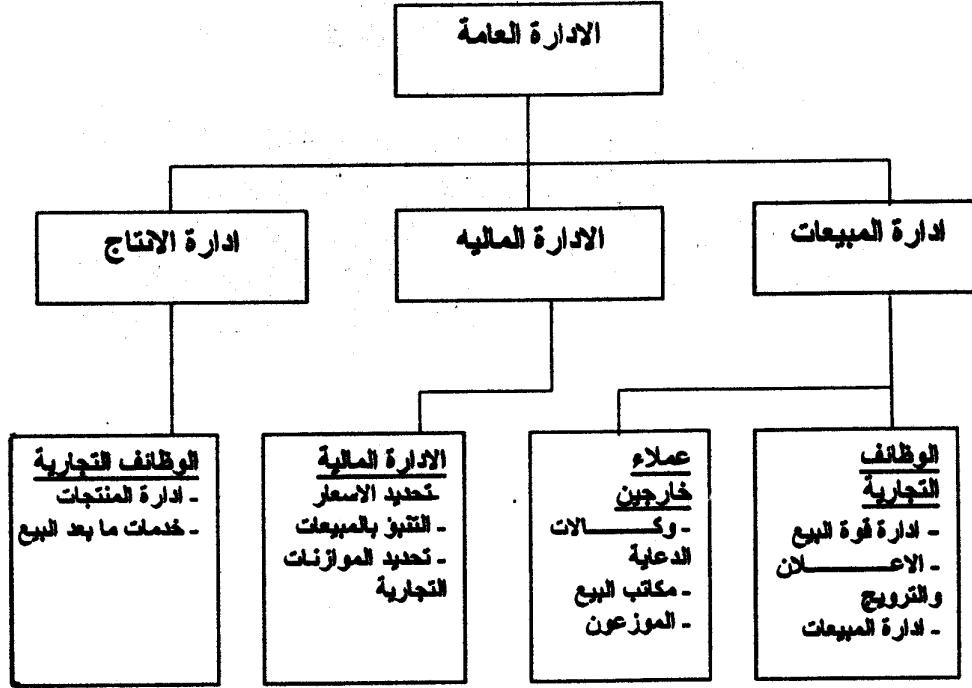 الادارة العامة
ادارة المبيعات
الادارة الماليه
ادارة الانتاج
الوظائف
التجارية
- ادارة قوة البيع
- الاعـــــــلان
والترويج
- ادارة المبيعات
عملاء
خارجين
- وكـــــــالات
الدعاية
- مكاتب البيع
- الموزعون
الادارة المالية
-تحديد الاسعار
- التنبؤ بالمبيعات
- تحديد الموازنات
التجارية
الوظائف التجارية
- ادارة المنتجات
- خدمات ما بعد البيع